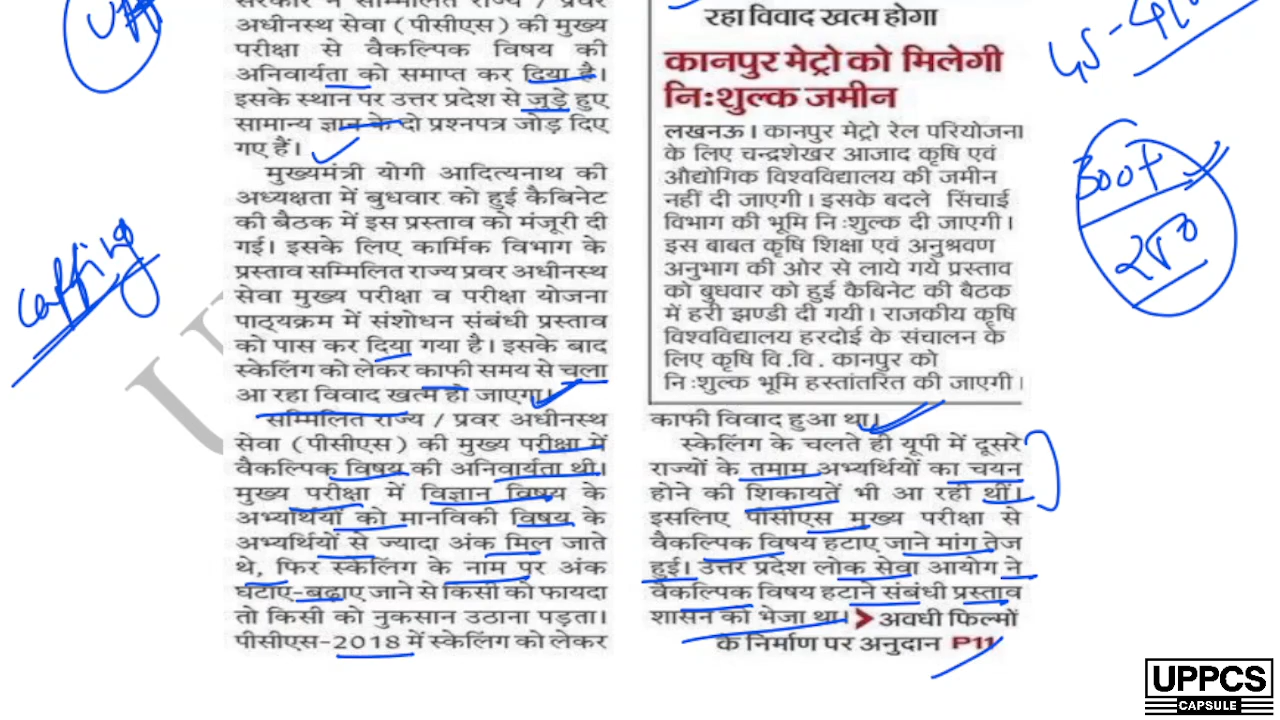 सरकार ने सम्मिलित राज्य / प्रवर
अधीनस्थ सेवा (पीसीएस) की मुख्य
परीक्षा से वैकल्पिक विषय की
अनिवार्यता को समाप्त कर दिया है।
इसके स्थान पर उत्तर प्रदेश से जुड़े हुए
सामान्य ज्ञान के दो प्रश्नपत्र जोड़ दिए
गए हैं।
मुख्यमंत्री योगी आदित्यनाथ की
अध्यक्षता में बुधवार को हुई कैबिनेट
की बैठक में इस प्रस्ताव को मंजूरी दी
गई। इसके लिए कार्मिक विभाग के
प्रस्ताव सम्मिलित राज्य प्रवर अधीनस्थ
सेवा मुख्य परीक्षा व परीक्षा योजना
पाठ्यक्रम में संशोधन संबंधी प्रस्ताव
को पास कर दिया गया है। इसके बाद
स्केलिंग को लेकर काफी समय से चला
आ रहा विवाद खत्म हो जाएगा।
सम्मिलित राज्य / प्रवर अधीनस्थ
सेवा (पीसीएस) की मुख्य परीक्षा में
वैकल्पिक विषय की अनिवार्यता थी।
मुख्य परीक्षा में विज्ञान विषय के
अभ्यर्थियों को मानविकी विषय के
अभ्यर्थियों से ज्यादा अंक मिल जाते
थे, फिर स्केलिंग के नाम पर अंक
घटाए-बढ़ाए जाने से किसी को फायदा
तो किसी को नुकसान उठाना पड़ता।
पीसीएस-2018 में स्केलिंग को लेकर
रहा विवाद खत्म होगा
कानपुर मेट्रो को मिलेगी
निःशुल्क जमीन
लखनऊ। कानपुर मेट्रो रेल परियोजना
के लिए चन्द्रशेखर आजाद कृषि एवं
औद्योगिक विश्वविद्यालय की जमीन
नहीं दी जाएगी। इसके बदले सिंचाई
विभाग की भूमि निःशुल्क दी जाएगी।
इस बाबत कृषि शिक्षा एवं अनुश्रवण
अनुभाग की ओर से लाये गये प्रस्ताव
को बुधवार को हुई कैबिनेट की बैठक
में हरी झण्डी दी गयी। राजकीय कृषि
विश्वविद्यालय हरदोई के संचालन के
लिए कृषि वि.वि. कानपुर को
निःशुल्क भूमि हस्तांतरित की जाएगी।
काफी विवाद हुआ था।
स्केलिंग के चलते ही यूपी में दूसरे
राज्यों के तमाम अभ्यर्थियों का चयन
होने की शिकायतें भी आ रही थीं।
इसलिए पीसीएस मुख्य परीक्षा से
वैकल्पिक विषय हटाए जाने मांग तेज
हुई। उत्तर प्रदेश लोक सेवा आयोग ने
वैकल्पिक विषय हटाने संबंधी प्रस्ताव
शासन को भेजा था। > अवधी फिल्मों
के निर्माण पर अनुदान P11
300+
250
UPPCS
CAPSULE